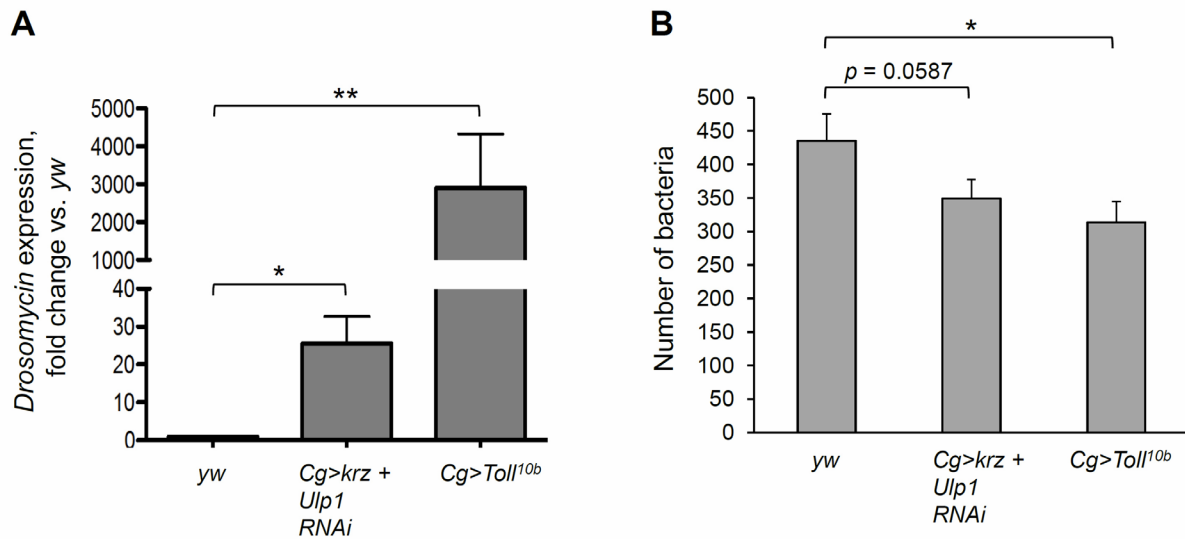 A
Drosomycin expression,
fold change vs. yw
5000
4000
3000
2000
1000
40
30
20
10
0
**
*
yw
Cg>krz +
Ulp1
RNAi
Cg>Toll10b
B
*
p = 0.0587
Number of bacteria
500
450
400
350
300
250
200
150
100
50
0
yw
Cg>krz +
Ulp1
RNAi
Cg>Toll10b